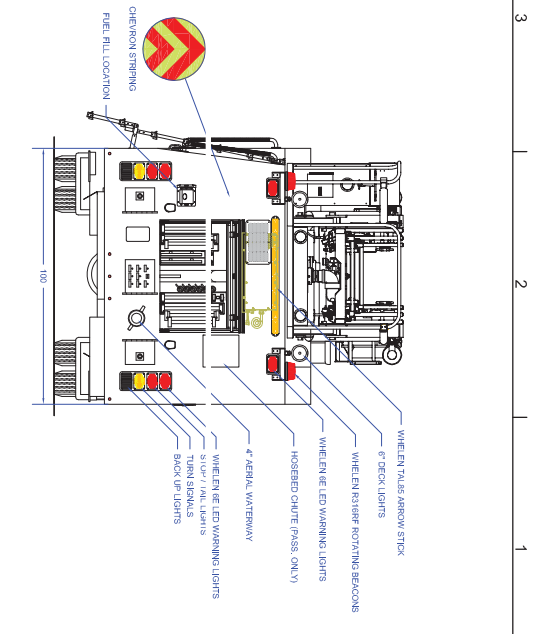 3
2
1
CHEVRON STRIPING
FUEL FILL LOCATION
100
WHELEN TAL85 ARROW STICK
6" DECK LIGHTS
WHELEN R316RF ROTATING BEACONS
WHELEN 6E LED WARNING LIGHTS
HOSEBED CHUTE (PASS. ONLY)
4" AERIAL WATERWAY
WHELEN 6E LED WARNING LIGHTS
STOP / TAIL LIGHTS
TURN SIGNALS
BACK UP LIGHTS